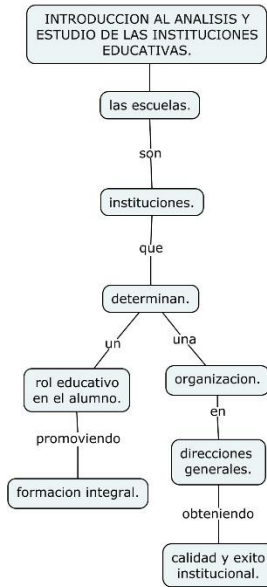 INTRODUCCION AL ANALISIS Y
ESTUDIO DE LAS INSTITUCIONES
EDUCATIVAS.
las escuelas.
son
instituciones.
que
determinan.
un
una
rol educativo
en el alumno.
organizacion.
promoviendo
en
formacion integral.
direcciones
generales.
obteniendo
calidad y exito
institucional.